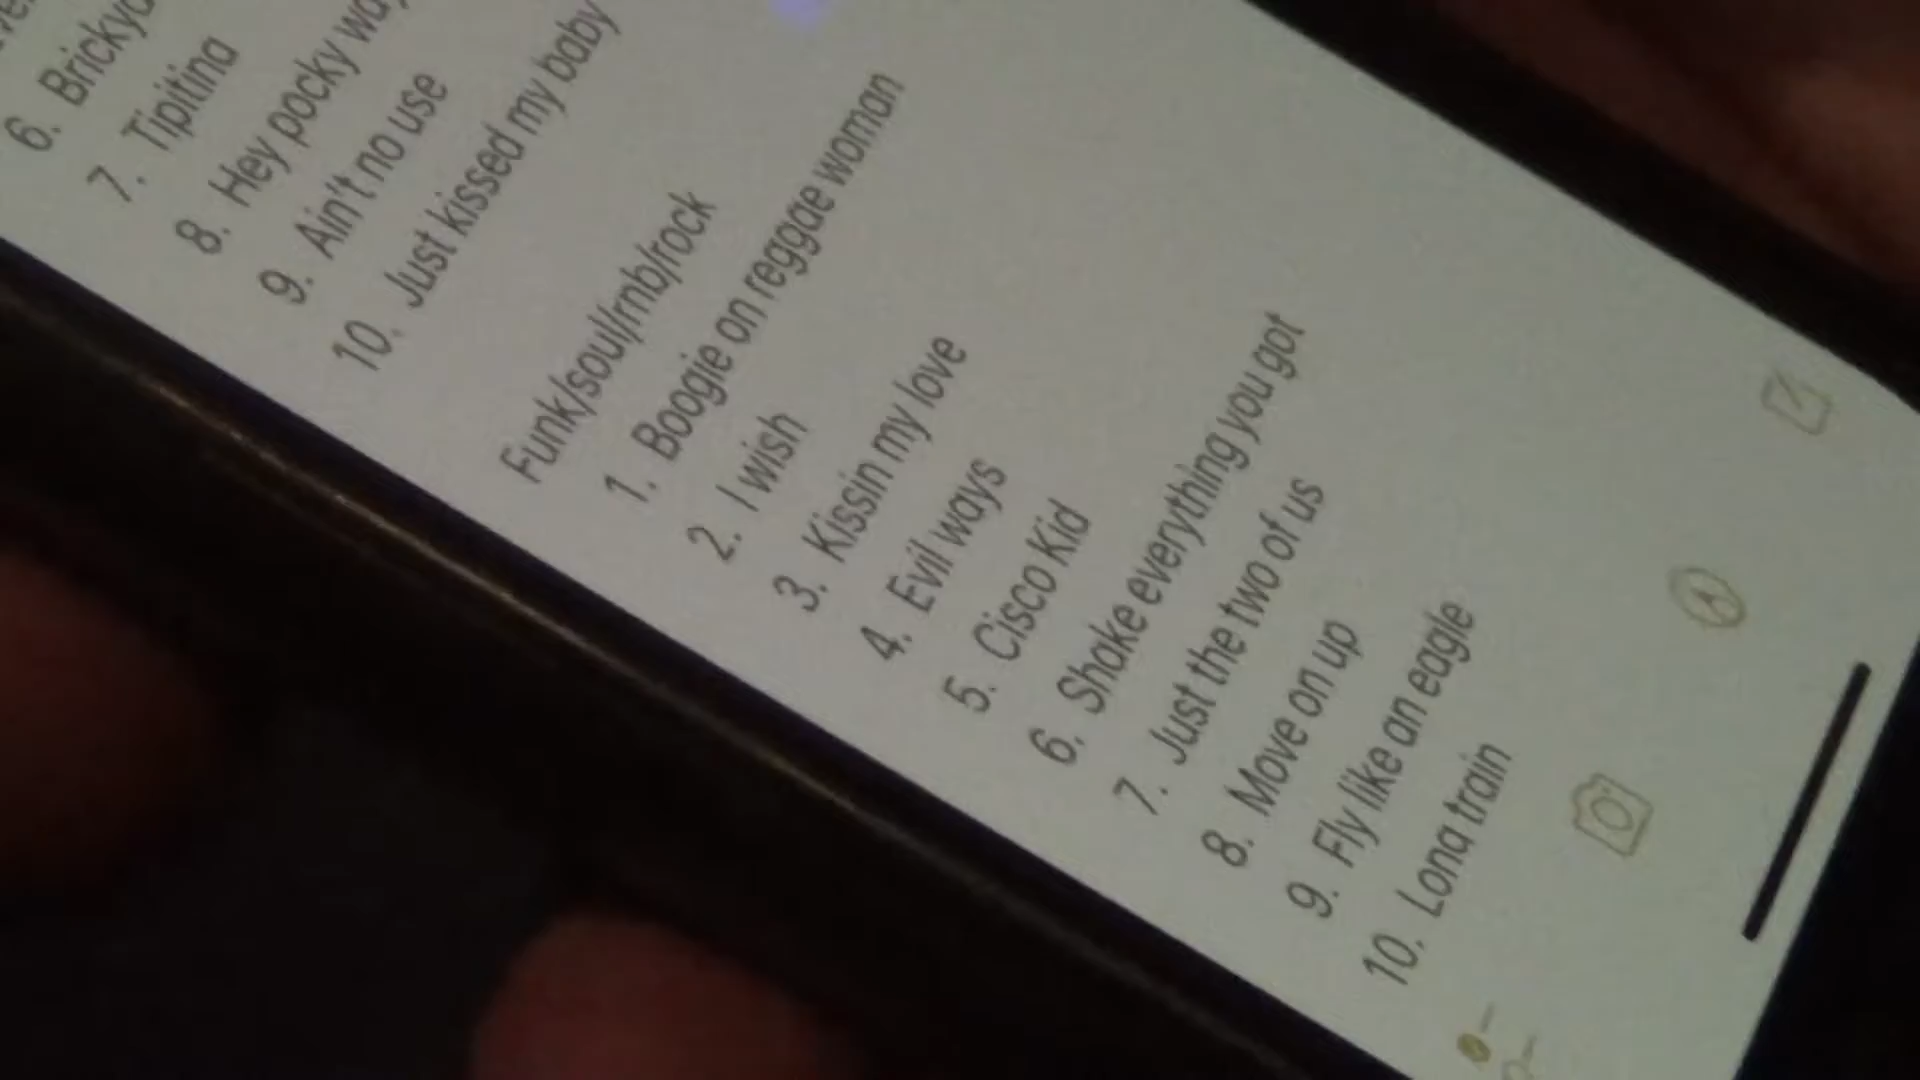 6. 
7. Tipitina
8. Hey pocky
9. Ain't no use
10. Just kissed my baby
Funk/soul/rnb/rock
1. Boogie on reggae woman
2. I wish
3. Kissin my love
4. Evil ways
5. Cisco Kid
6. Shake everything you got
7. Just the two of us
8. Move on up
9. Fly like an eagle
10. Long train